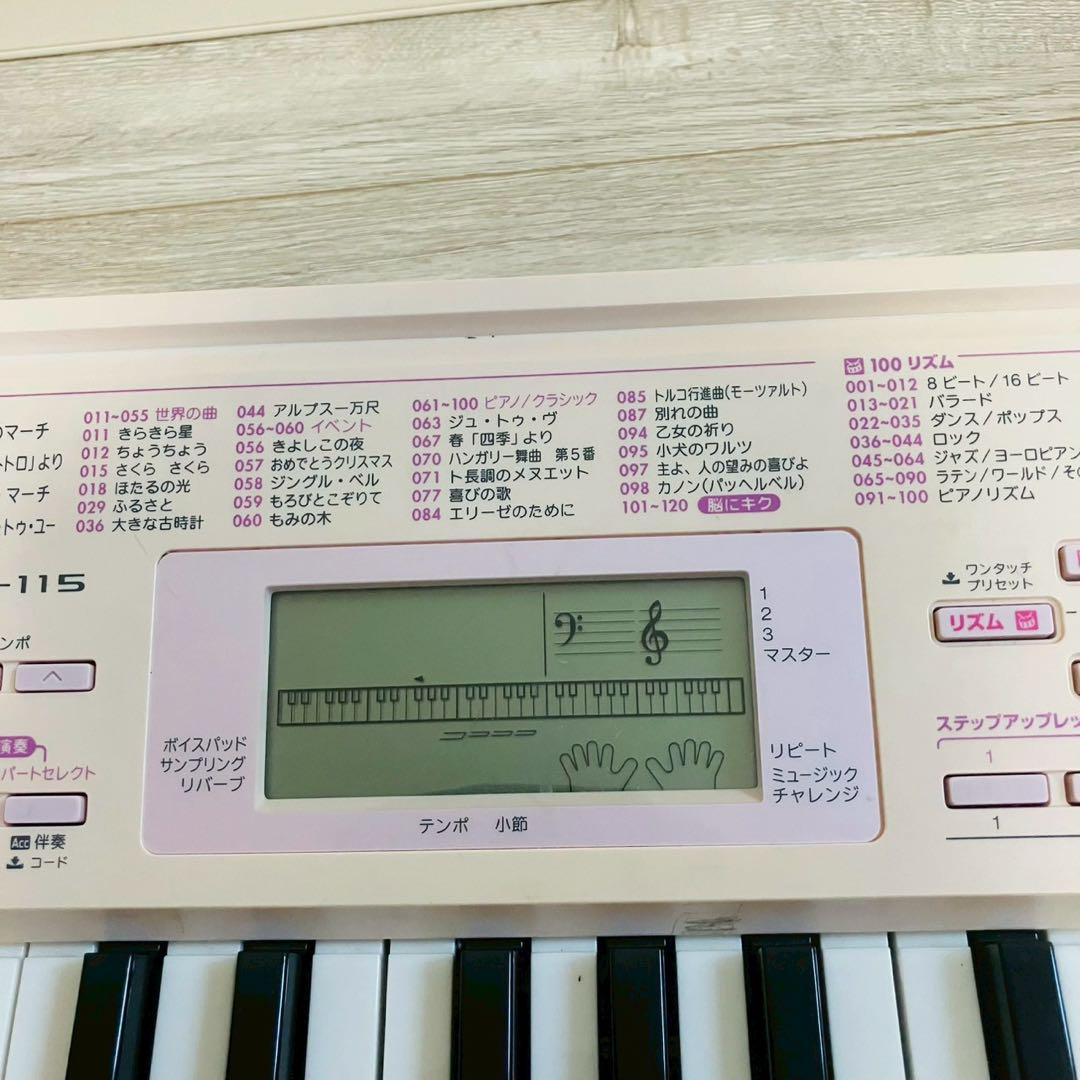 のマーチ
トトロ」より
マーチ
トゥ・ユー
011~055 世界の曲
011 きらきら星
012 ちょうちょう
015 さくら さくら
018 ほたるの光
029 ふるさと
036 大きな古時計
044 アルプス一万尺
056~060 イベント
056 きよしこの夜
057 おめでとうクリスマス
058 ジングル・ベル
059 もろびとこぞりて
060 もみの木
061~100 ピアノ/クラシック
063 ジュ・トゥ・ヴ
067 春「四季」より
070 ハンガリー舞曲 第5番
071 ト長調のメヌエット
077 喜びの歌
084 エリーゼのために
085 トルコ行進曲(モーツァルト)
087 別れの曲
094 乙女の祈り
095 小犬のワルツ
097 主よ、人の望みの喜びよ
098 カノン(パッヘルベル)
101~120 脳にキク
100 リズム
001~012 8ビート/16ビート
013~021 バラード
022~035 ダンス/ポップス
036~044 ロック
045~064 ジャズ/ヨーロピアン
065~090 ラテン/ワールド/その
091~100 ピアノリズム
-115
ンポ
演奏
パートセレクト
Acc 伴奏
コード
ボイスパッド
サンプリング
リバーブ
テンポ 小節
1
2
3
マスター
リピート
ミュージック
チャレンジ
ワンタッチ
プリセット
リズム
ステップアップレッ
1
1